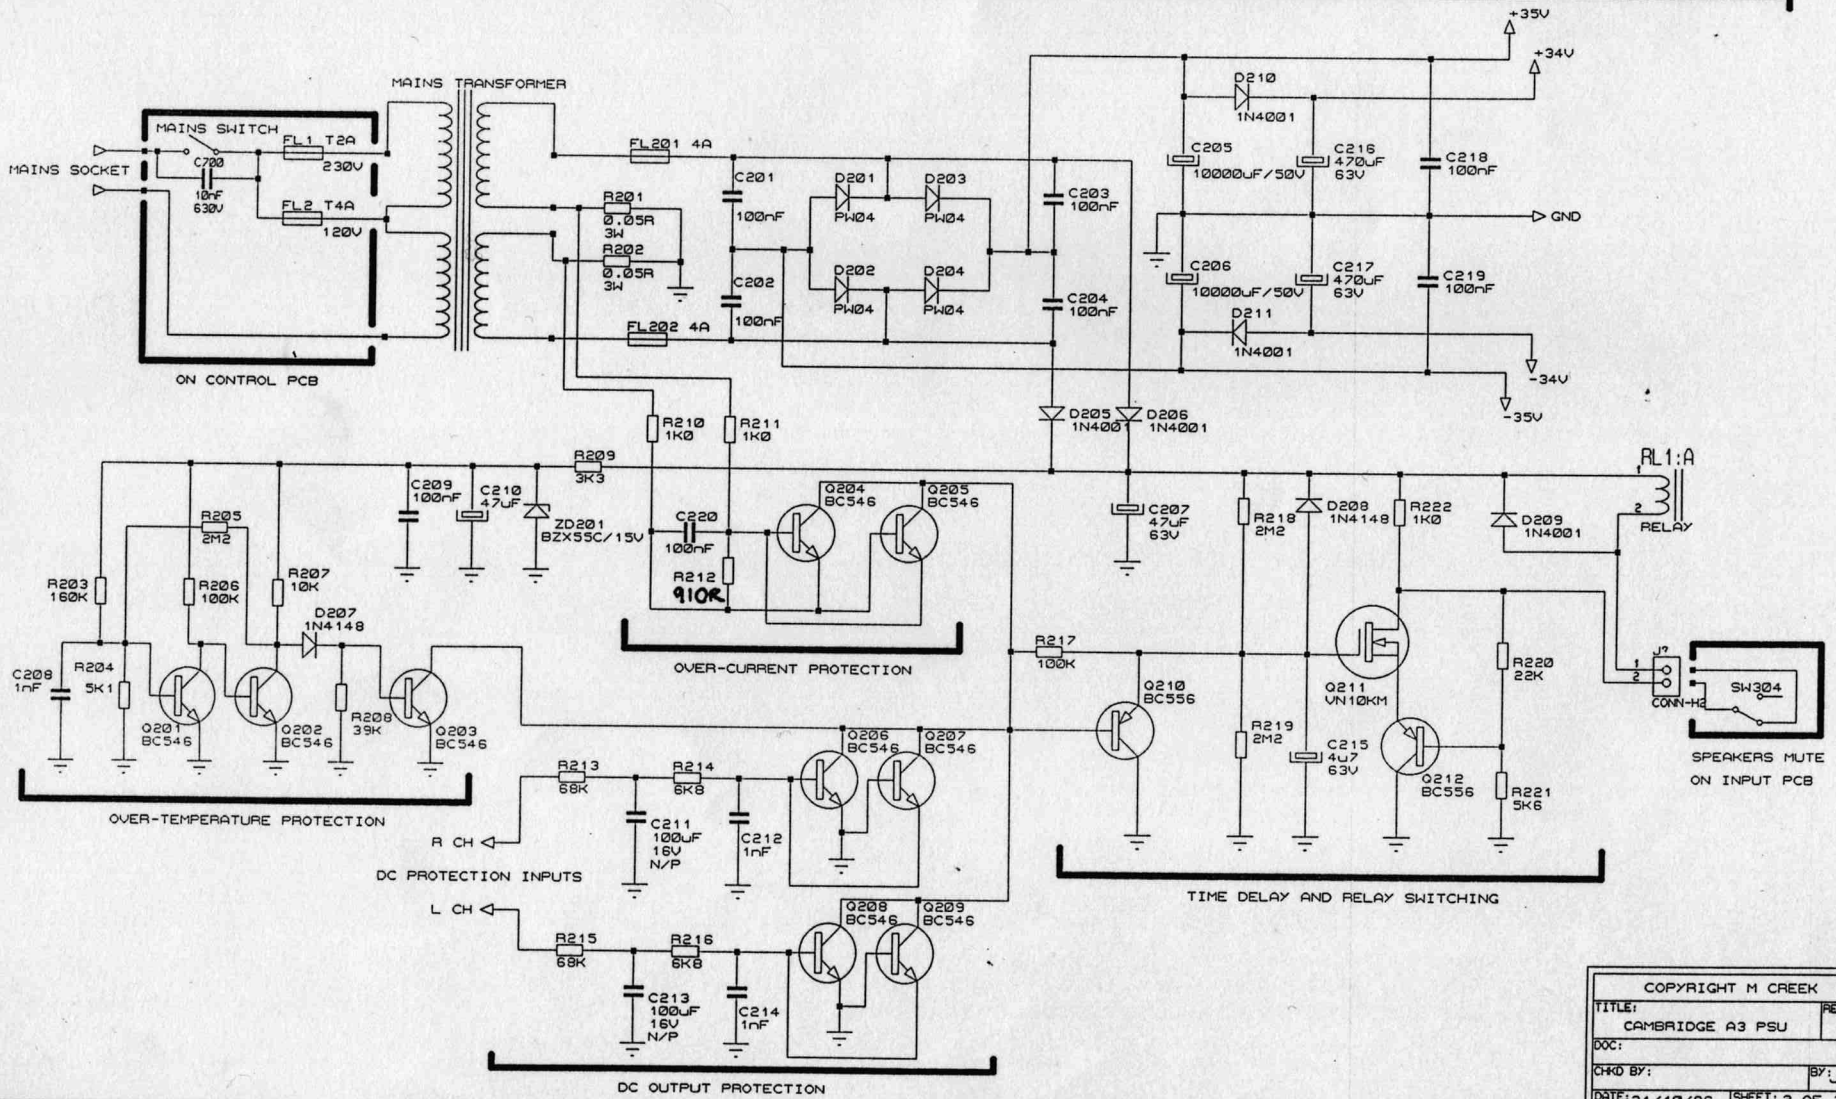 +35V
+34V
MAINS TRANSFORMER
D210
1N4001
MAINS SWITCH
FL1 T2A
230V
C700
10nF
630V
MAINS SOCKET
FL2 T4A
120V
ON CONTROL PCB
FL201 4A
C201
100nF
R201
0.05R
3W
R202
0.05R
3W
C202
100nF
FL202 4A
D201
PW04
D203
PW04
D202
PW04
D204
PW04
C203
100nF
C204
100nF
C205
10000uF/50V
C216
470uF
63V
C218
100nF
GND
C206
10000uF/50V
C217
470uF
63V
C219
100nF
D211
1N4001
-34V
-35V
D205
1N4001
D206
1N4001
R210
1K0
R211
1K0
R209
3K3
C209
100nF
C210
47uF
ZD201
BZX55C/15V
R205
2M2
R203
160K
R206
100K
R207
10K
D207
1N4148
C208
1nF
R204
5K1
Q201
BC546
Q202
BC546
R208
39K
Q203
BC546
OVER-TEMPERATURE PROTECTION
Q204
BC546
Q205
BC546
C220
100nF
R212
910R
OVER-CURRENT PROTECTION
C207
47uF
63V
R218
2M2
D208
1N4148
R222
1K0
D209
1N4001
RL1:A
1
2
RELAY
R217
100K
Q210
BC556
Q211
VN10KM
R219
2M2
C215
4u7
63V
Q212
BC556
R220
22K
R221
5K6
J?
1
2
CONN-H2
SW304
SPEAKERS MUTE
ON INPUT PCB
TIME DELAY AND RELAY SWITCHING
Q206
BC546
Q207
BC546
R213
68K
R214
6K8
C211
100uF
16V
N/P
C212
1nF
R CH
DC PROTECTION INPUTS
L CH
Q208
BC546
Q209
BC546
R215
68K
R216
6K8
C213
100uF
16V
N/P
C214
1nF
DC OUTPUT PROTECTION
COPYRIGHT M CREEK
TITLE:
CAMBRIDGE A3 PSU
DOC:
CHKD BY:
BY:
DATE:
SHEET: